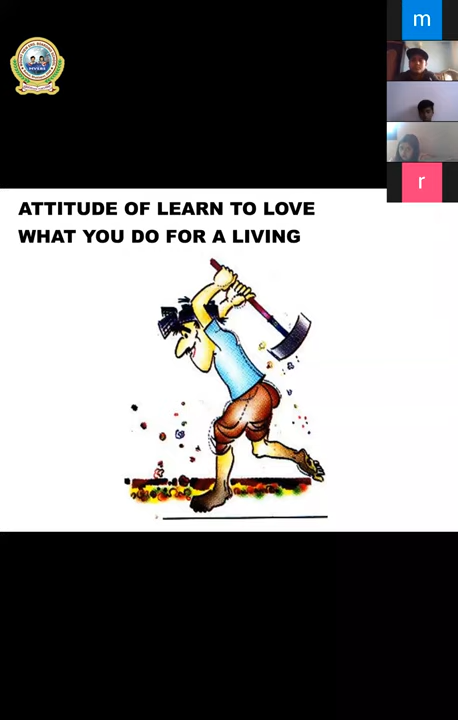 m
r
ATTITUDE OF LEARN TO LOVE
WHAT YOU DO FOR A LIVING